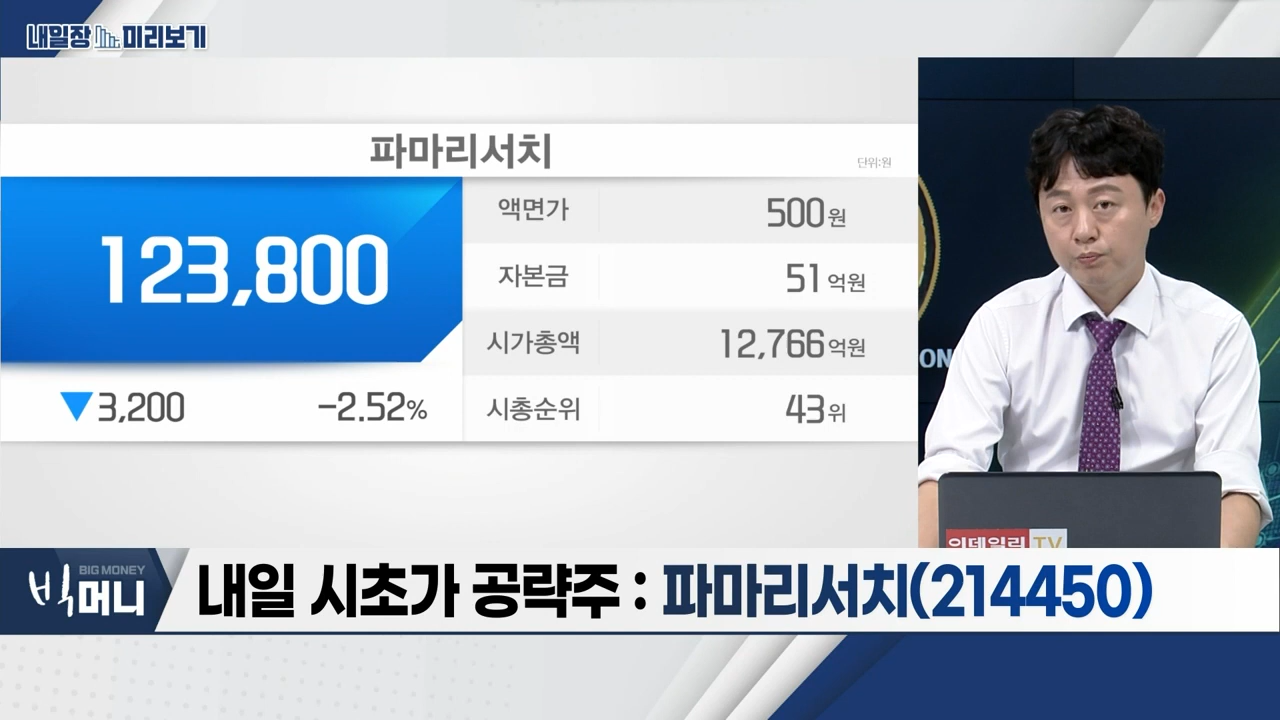 내일장 미리보기
파마리서치
단위:원
123,800
▼3,200 -2.52%
액면가 500원
자본금 51억원
시가총액 12,766억원
시총순위 43위
ON
이데일리 TV
BIG MONEY
빅머니
내일 시초가 공략주 : 파마리서치(214450)